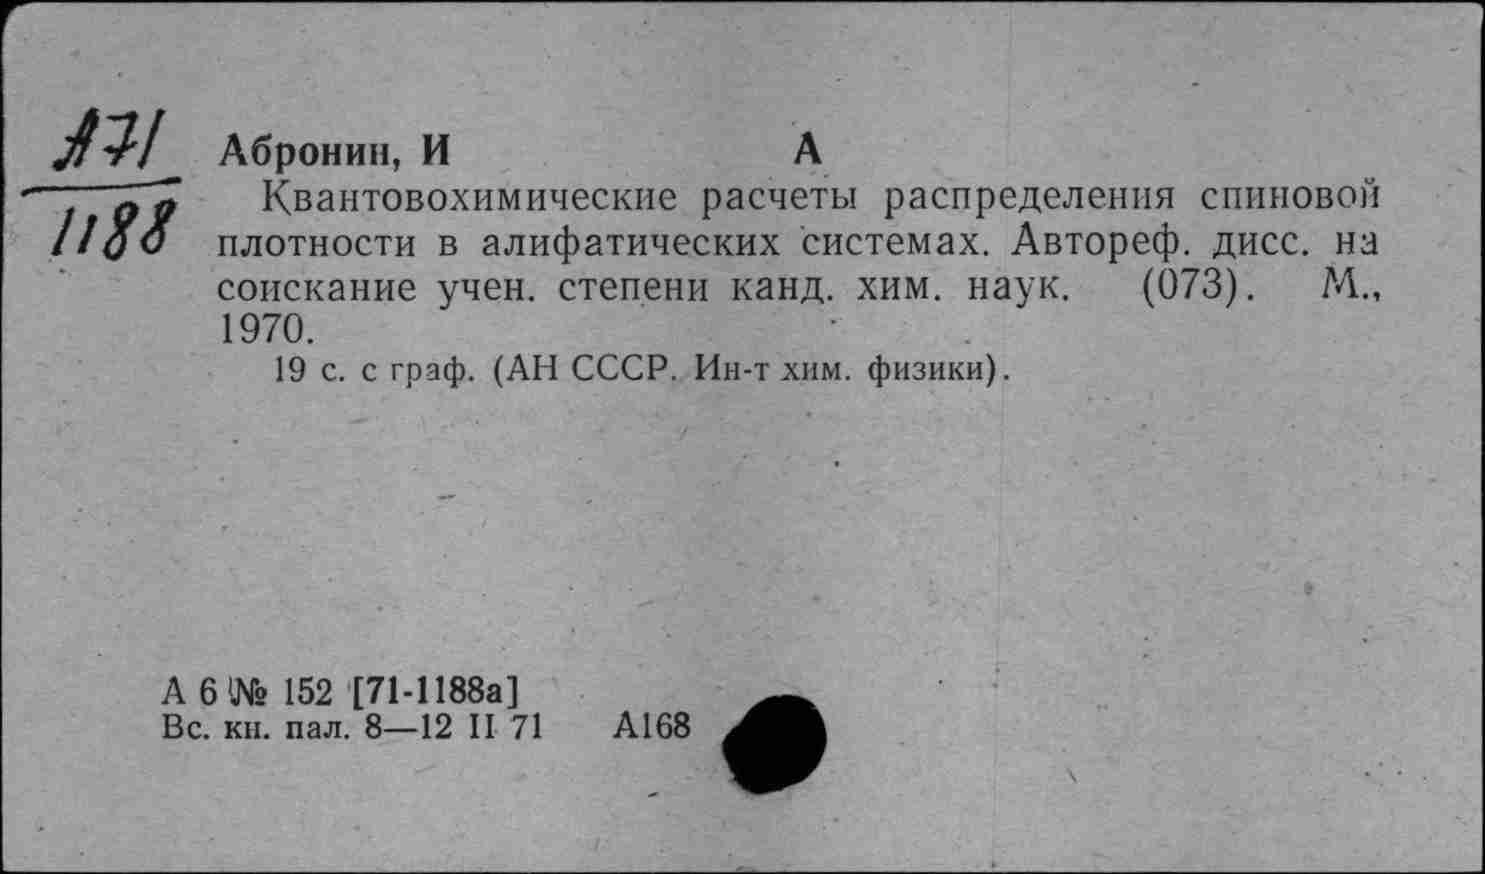 А71
1188
Абронин, И А
Квантовохимические расчеты распределения спиновой
плотности в алифатических системах. Автореф. дисс. на
соискание учен. степени канд. хим. наук. (073). М.,
1970.
19 с. с граф. (АН СССР. Ин-т хим. физики).
А 6 № 152 [71-1188а]
Вс. кн. пал. 8—12 II 71 А168